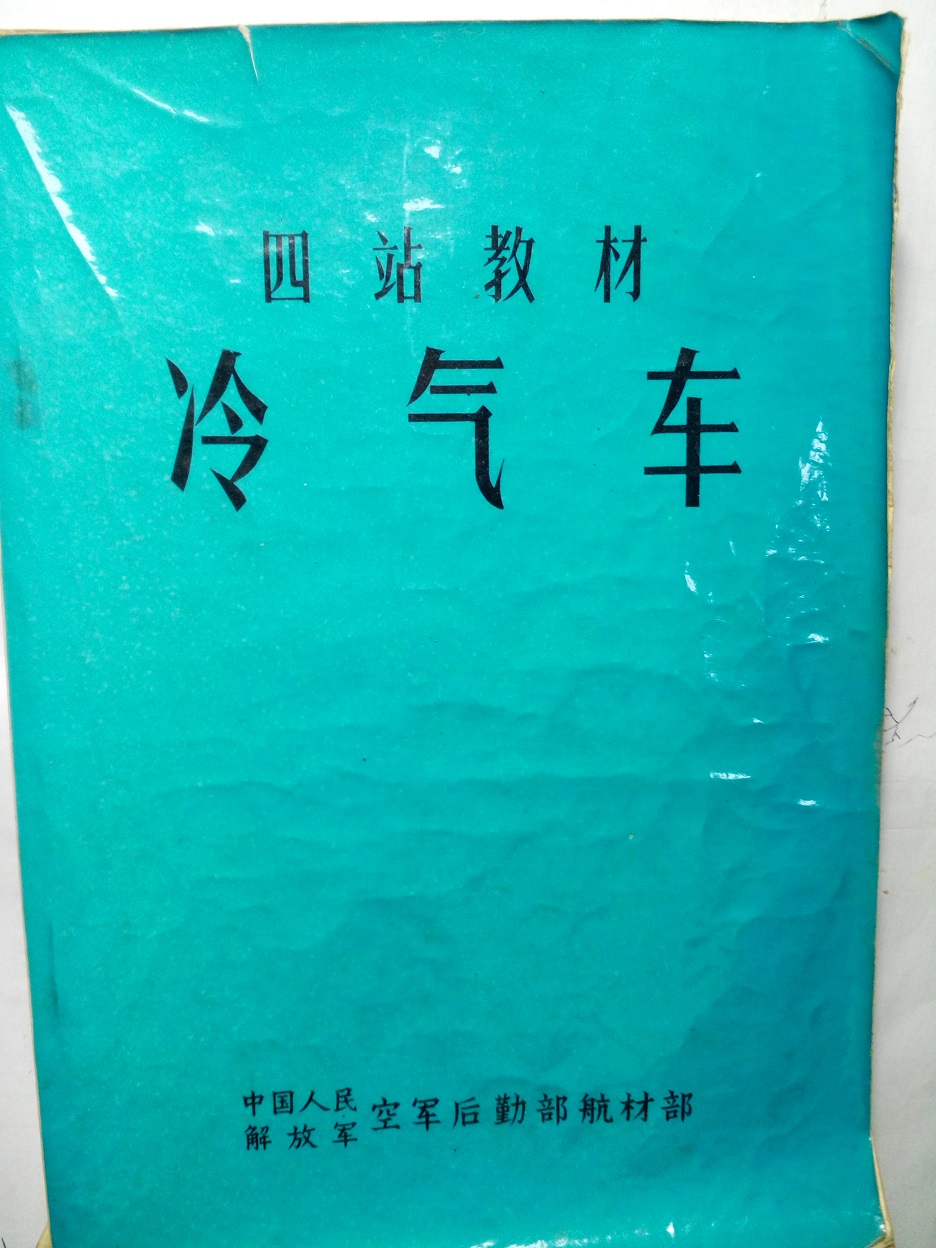 四站教材
冷气车
中国人民
解放军
空军后勤部航材部